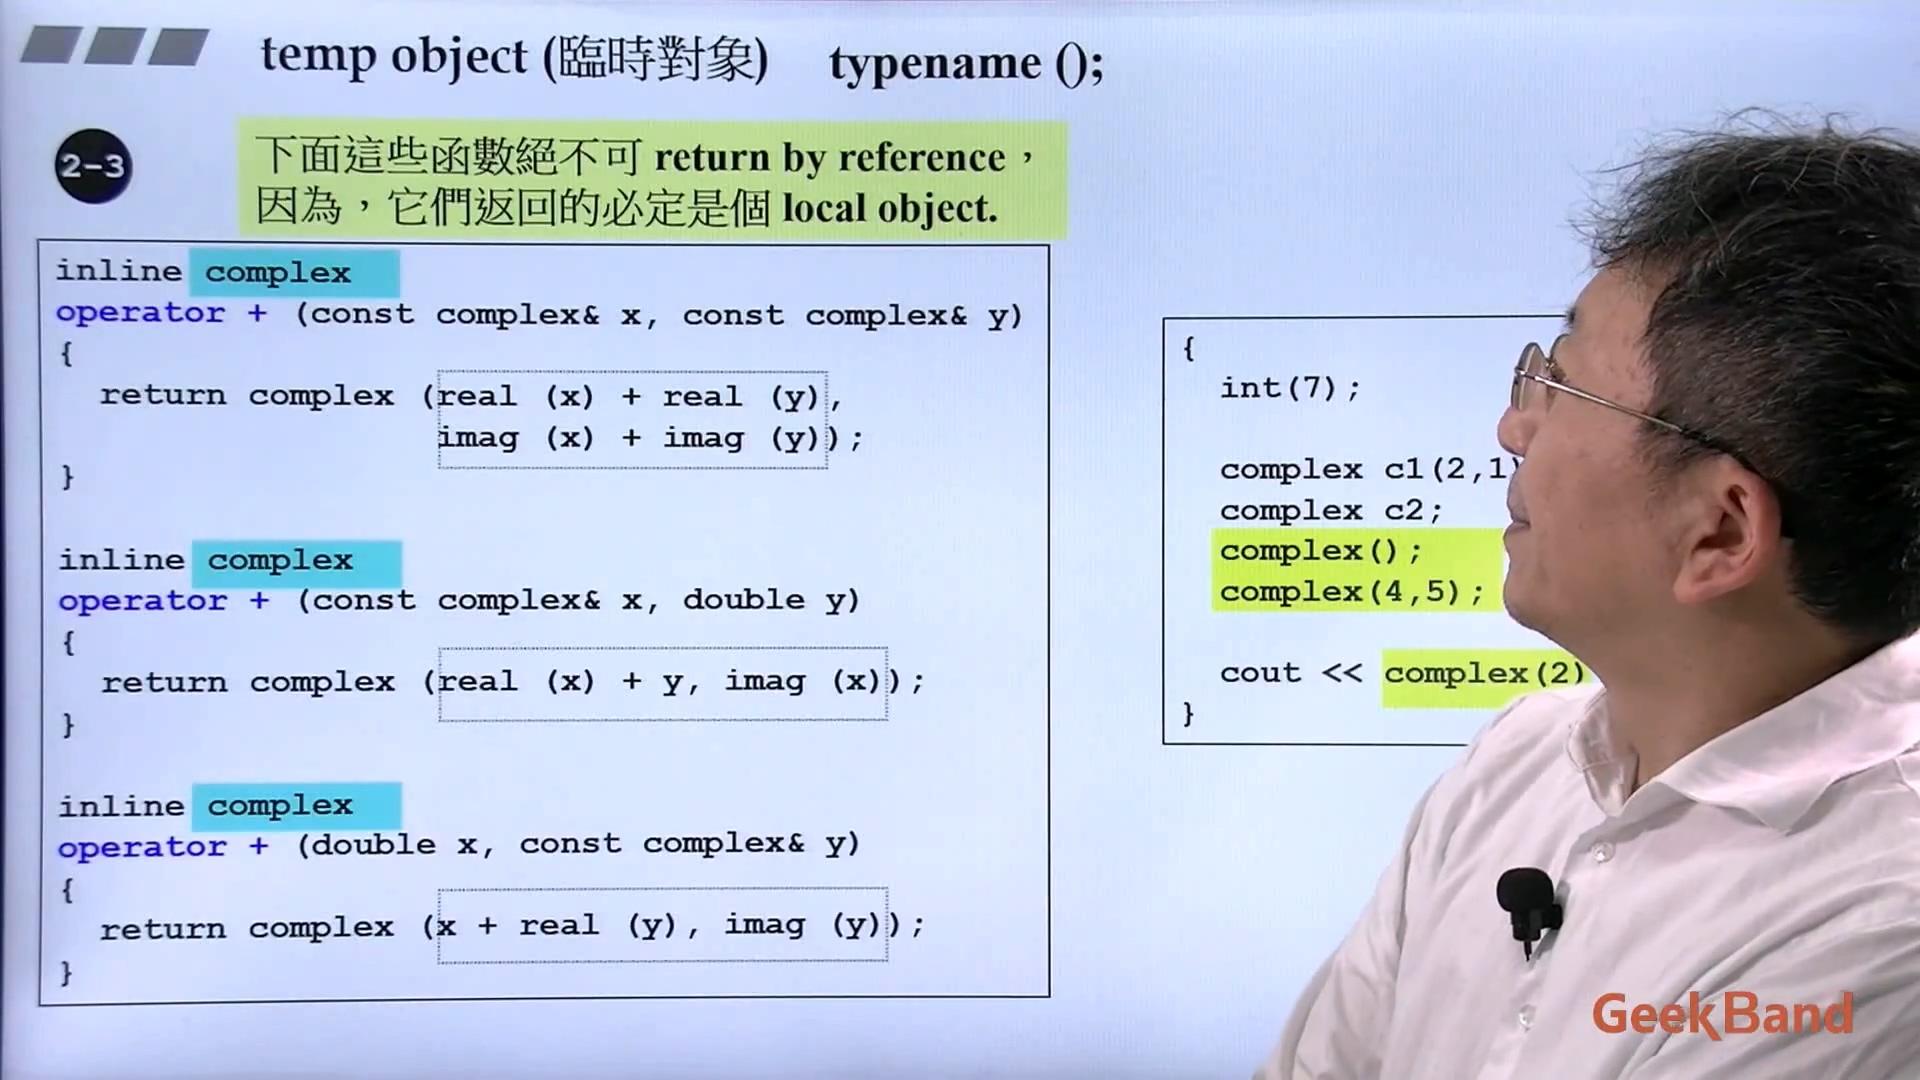 temp object (臨時對象) typename ();
2-3
下面這些函數絕不可 return by reference，
因為，它們返回的必定是個 local object.
inline complex
operator + (const complex& x, const complex& y)
{
return complex (real (x) + real (y),
imag (x) + imag (y));
}
inline complex
operator + (const complex& x, double y)
{
return complex (real (x) + y, imag (x));
}
inline complex
operator + (double x, const complex& y)
{
return complex (x + real (y), imag (y));
}
{
int(7);
complex c1(2,1)
complex c2;
complex();
complex(4,5);
cout << complex(2)
}
GeekBand